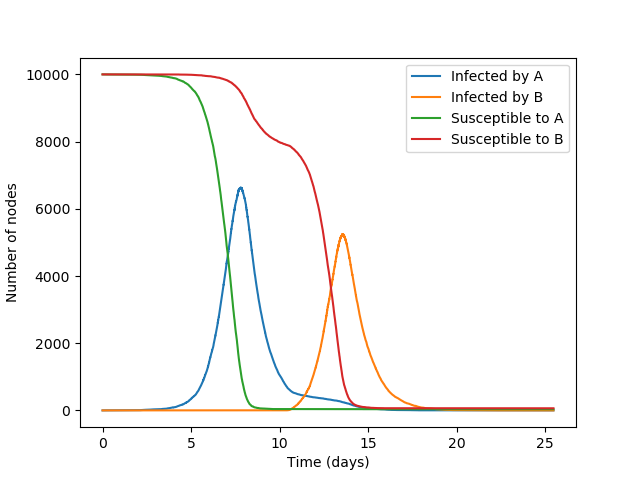 Number of nodes
10000
8000
6000
4000
2000
0
0 5 10 15 20 25
Time (days)
Infected by A
Infected by B
Susceptible to A
Susceptible to B